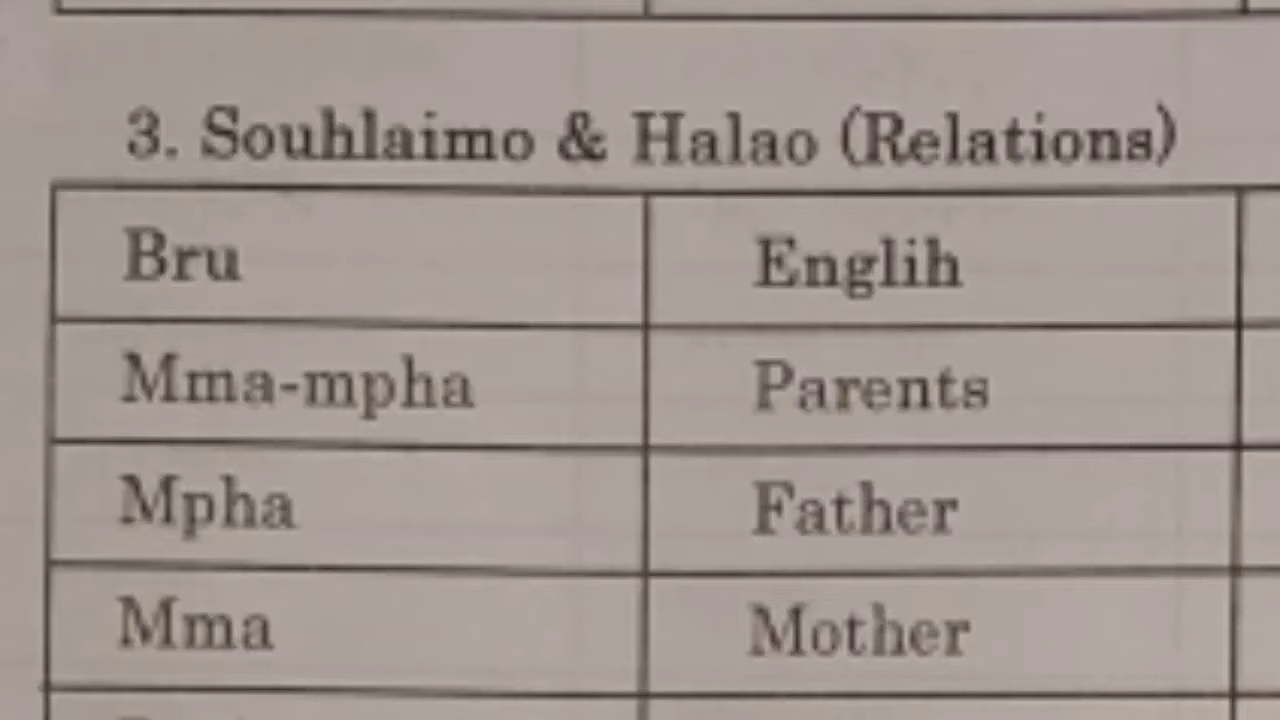 3. Souhlaimo & Halao (Relations)
Bru Englih
Mma-mpha Parents
Mpha Father
Mma Mother